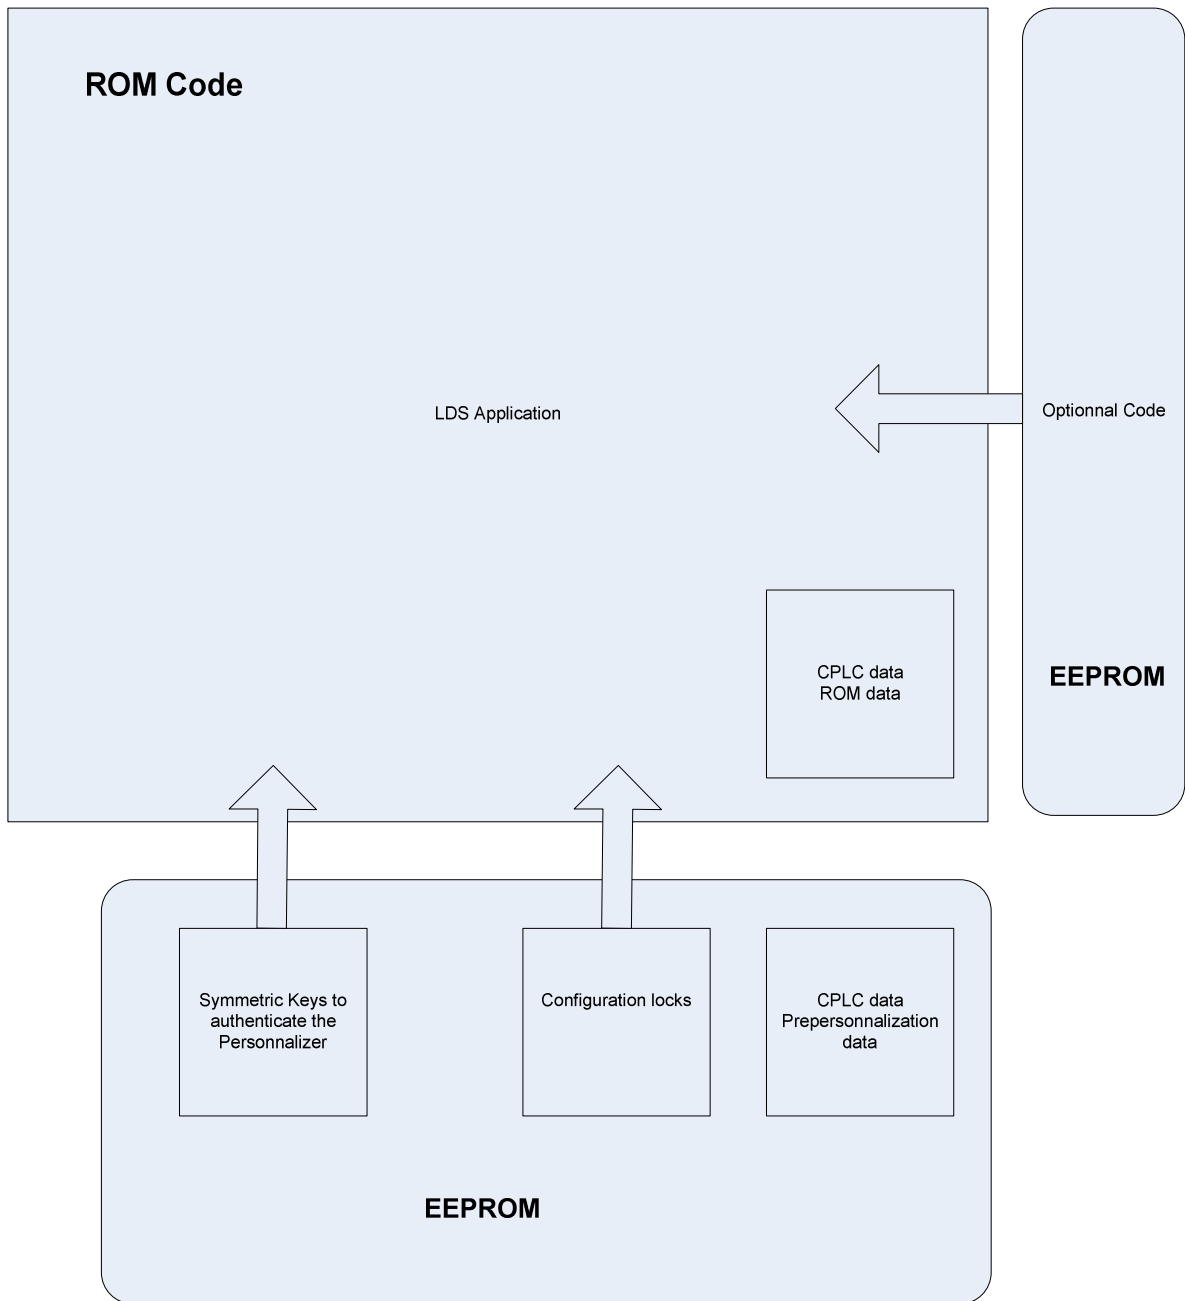 ROM Code
LDS Application
Optionnal Code
CPLC data
ROM data
EEPROM
Symmetric Keys to
authenticate the
Personnalizer
Configuration locks
CPLC data
Prepersonnalization
data
EEPROM